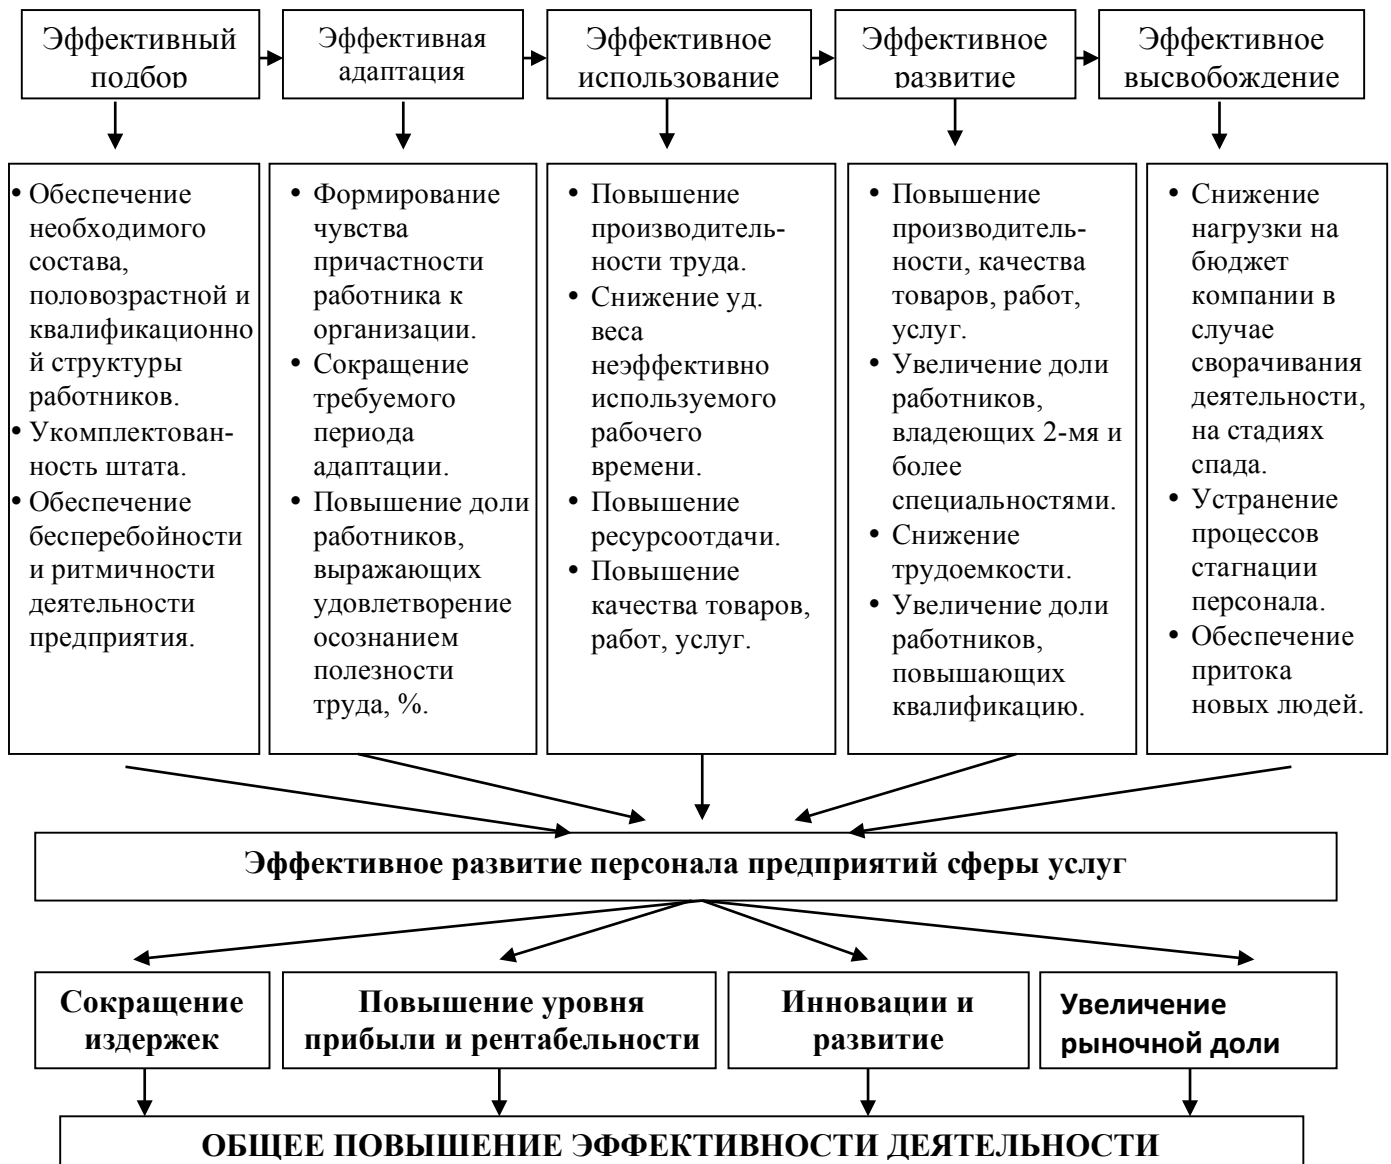 Эффективный
подбор
Эффективная
адаптация
Эффективное
использование
Эффективное
развитие
Эффективное
высвобождение
• Обеспечение
необходимого
состава,
половозрастной и
квалификационно
й структуры
работников.
• Укомплектован-
ность штата.
• Обеспечение
бесперебойности
и ритмичности
деятельности
предприятия.
• Формирование
чувства
причастности
работника к
организации.
• Сокращение
требуемого
периода
адаптации.
• Повышение доли
работников,
выражающих
удовлетворение
осознанием
полезности
труда, %.
• Повышение
производитель-
ности труда.
• Снижение уд.
веса
неэффективно
используемого
рабочего
времени.
• Повышение
ресурсоотдачи.
• Повышение
качества товаров,
работ, услуг.
• Повышение
производитель-
ности, качества
товаров, работ,
услуг.
• Увеличение доли
работников,
владеющих 2-мя и
более
специальностями.
• Снижение
трудоемкости.
• Увеличение доли
работников,
повышающих
квалификацию.
• Снижение
нагрузки на
бюджет
компании в
случае
сворачивания
деятельности,
на стадиях
спада.
• Устранение
процессов
стагнации
персонала.
• Обеспечение
притока
новых людей.
Эффективное развитие персонала предприятий сферы услуг
Сокращение
издержек
Повышение уровня
прибыли и рентабельности
Инновации и
развитие
Увеличение
рыночной доли
ОБЩЕЕ ПОВЫШЕНИЕ ЭФФЕКТИВНОСТИ ДЕЯТЕЛЬНОСТИ